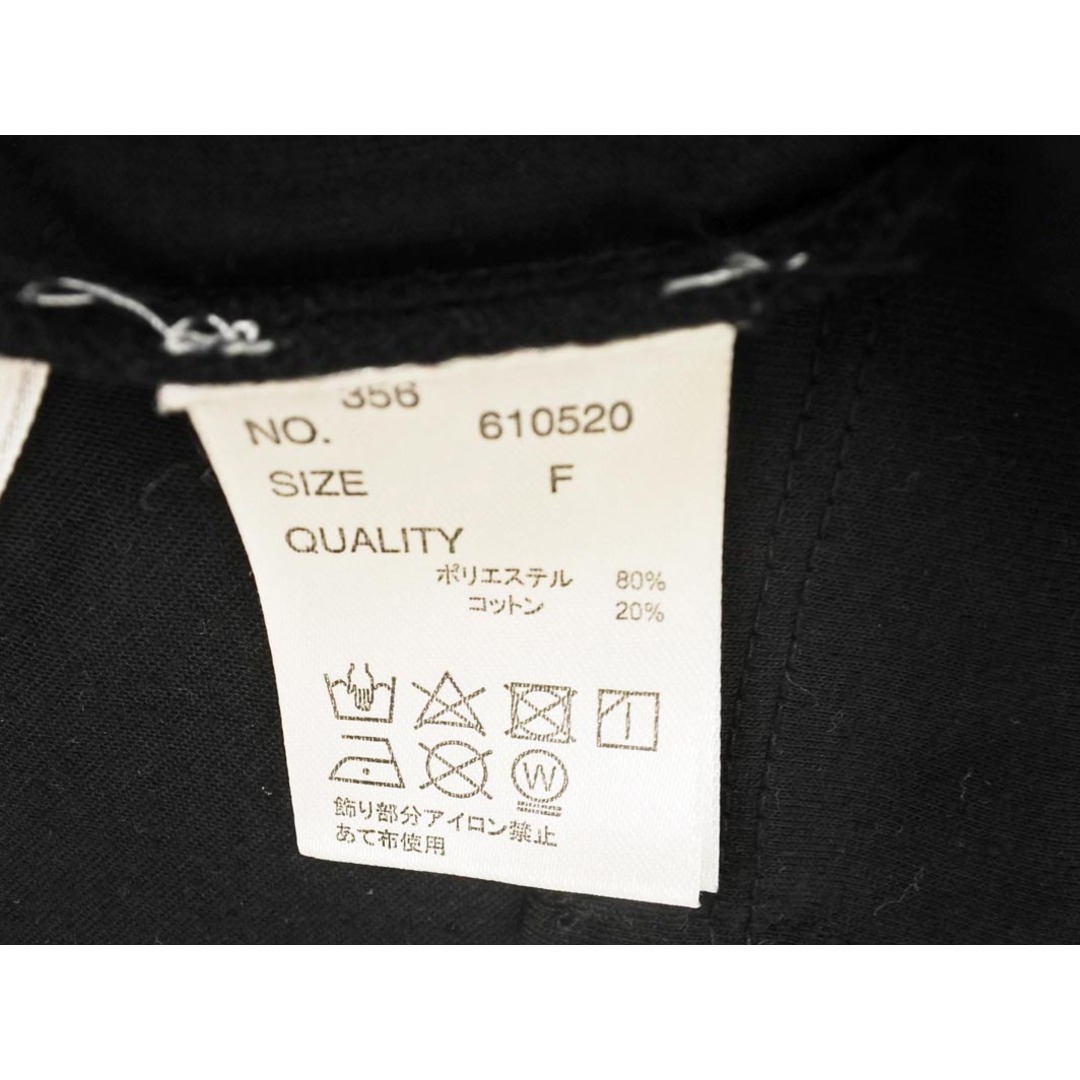 356
NO. 610520
SIZE F
QUALITY
ポリエステル 80%
コットン 20%
W
飾り部分アイロン禁止
あて布使用